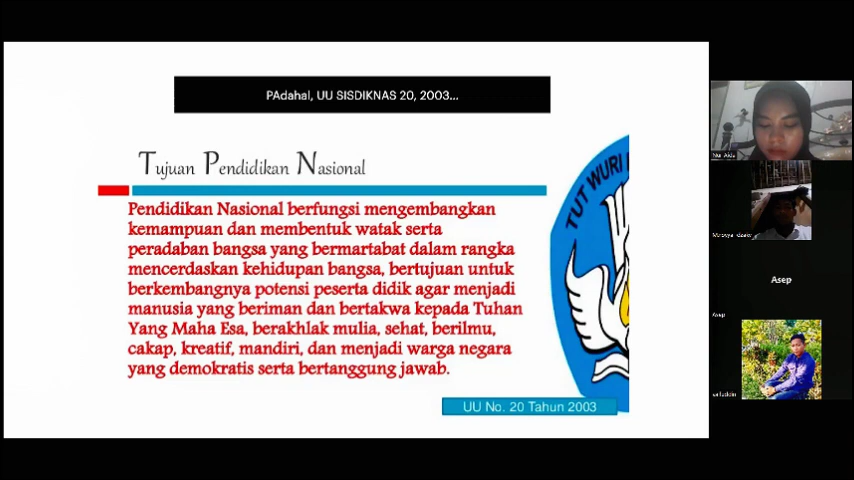 PAdahal, UU SISDIKNAS 20, 2003...
Tujuan Pendidikan Nasional
Pendidikan Nasional berfungsi mengembangkan
kemampuan dan membentuk watak serta
peradaban bangsa yang bermartabat dalam rangka
mencerdaskan kehidupan bangsa, bertujuan untuk
berkembangnya potensi peserta didik agar menjadi
manusia yang beriman dan bertakwa kepada Tuhan
Yang Maha Esa, berakhlak mulia, sehat, berilmu,
cakap, kreatif, mandiri, dan menjadi warga negara
yang demokratis serta bertanggung jawab.
TUT WURI
UU No. 20 Tahun 2003
Nur Aida
Asep
Asep